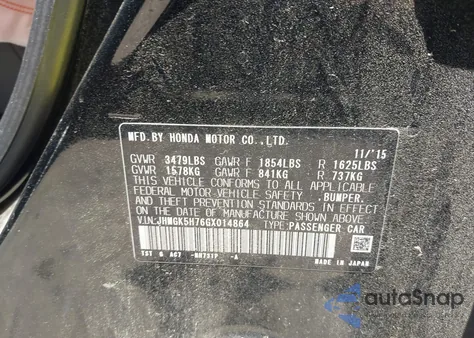 MFD.BY HONDA MOTOR CO.,LTD. 11/'15
GVWR 3479LBS GAWR F 1854LBS R 1625LBS
GVWR 1578KG GAWR F 841KG R 737KG
THIS VEHICLE CONFORMS TO ALL APPLICABLE
FEDERAL MOTOR VEHICLE SAFETY, BUMPER,
AND THEFT PREVENTION STANDARDS IN EFFECT
ON THE DATE OF MANUFACTURE SHOWN ABOVE.
V.I.N:JHMGK5H76GX014864 TYPE:PASSENGER CAR
MADE IN JAPAN
autoSnap